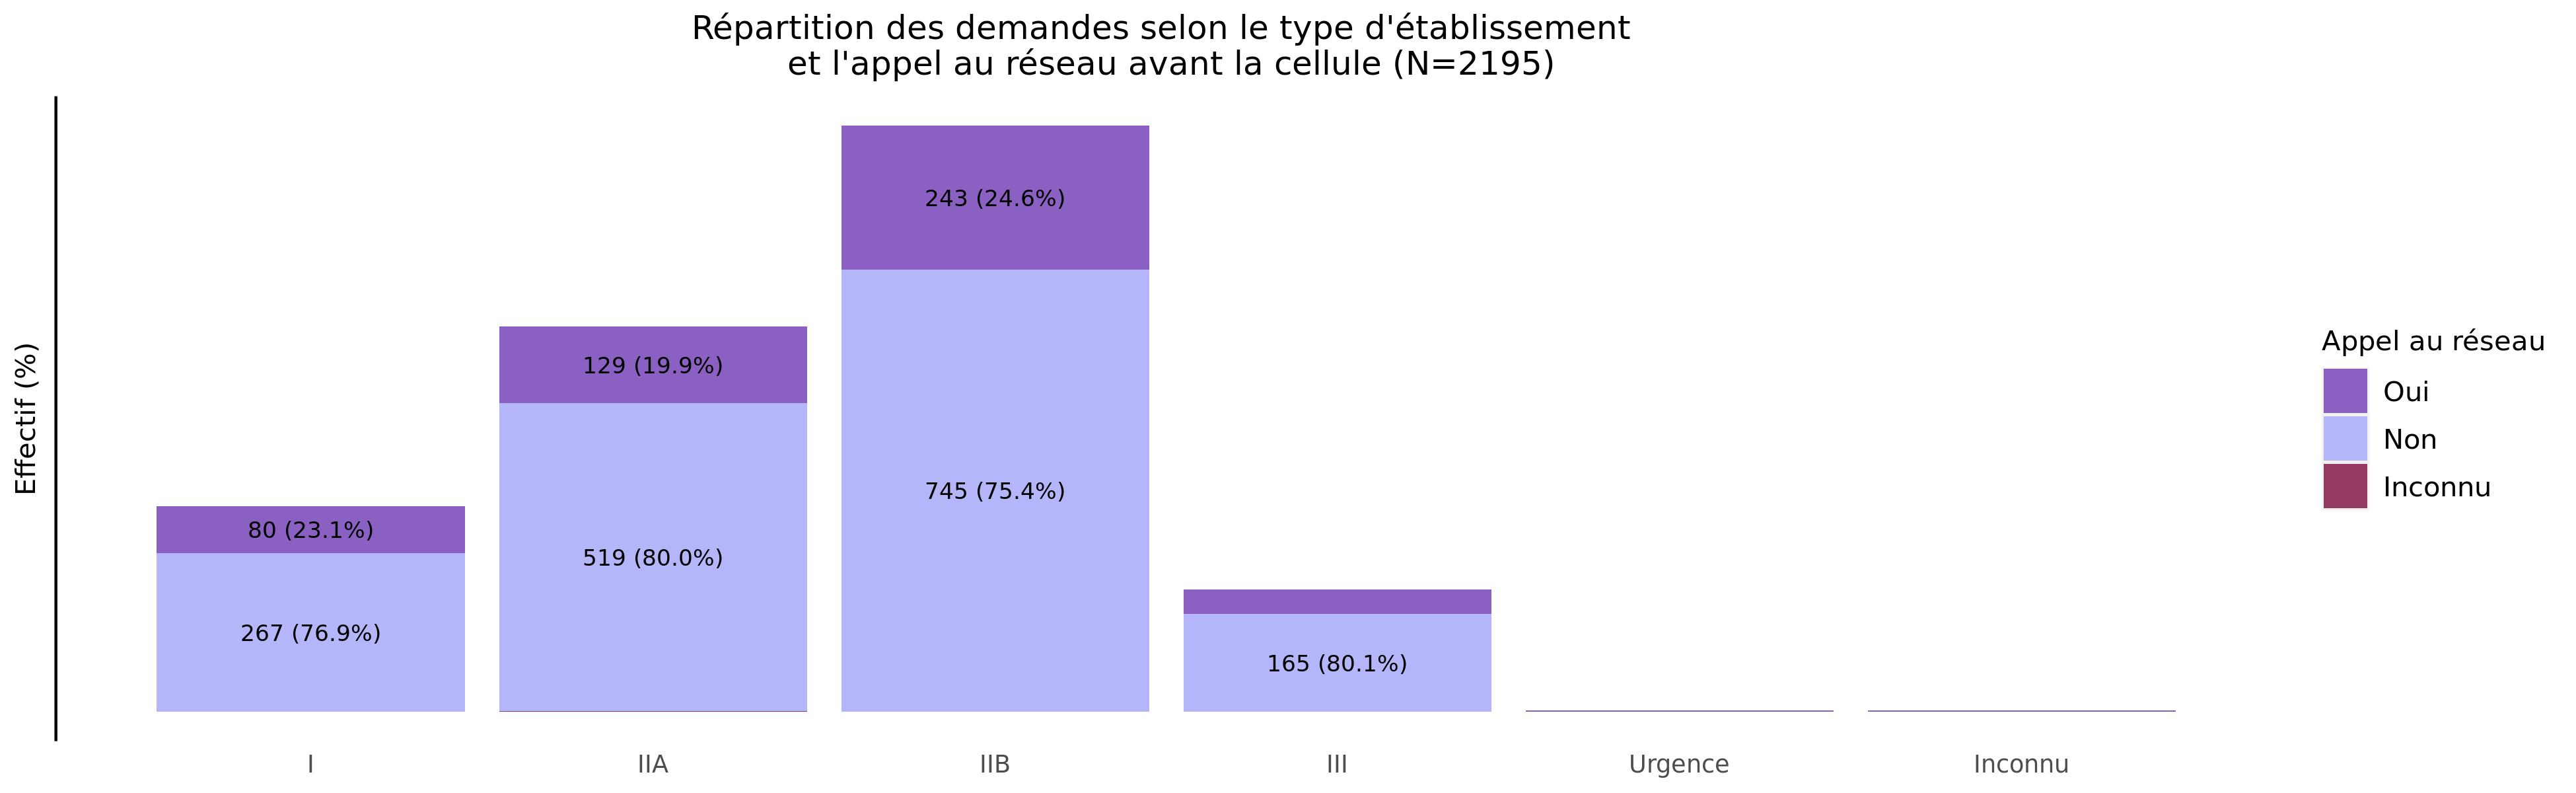 Répartition des demandes selon le type d'établissement
et l'appel au réseau avant la cellule (N=2195)
Effectif (%)
243 (24.6%)
129 (19.9%)
745 (75.4%)
80 (23.1%)
519 (80.0%)
267 (76.9%)
165 (80.1%)
I
IIA
IIB
III
Urgence
Inconnu
Appel au réseau
Oui
Non
Inconnu